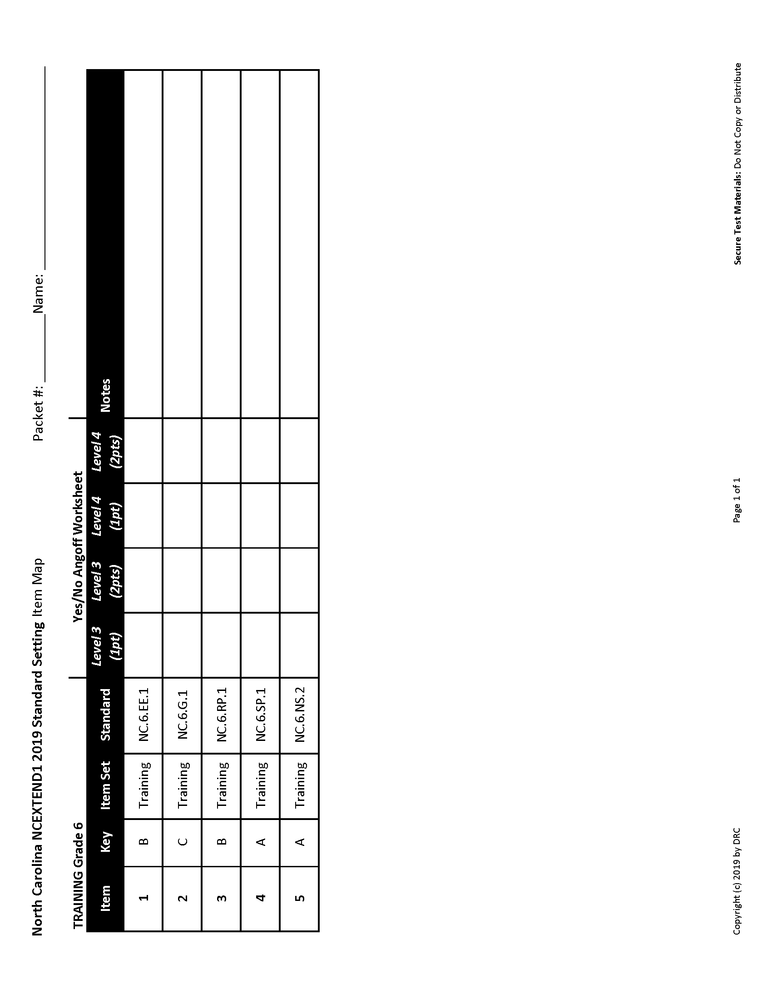 North Carolina NCEXTEND1 2019 Standard Setting Item Map Packet #: __________ Name: ______________________________
TRAINING Grade 6 Yes/No Angoff Worksheet
Item Key Item Set Standard Level 3 (1pt) Level 3 (2pts) Level 4 (1pt) Level 4 (2pts) Notes
1 B Training NC.6.EE.1
2 C Training NC.6.G.1
3 B Training NC.6.RP.1
4 A Training NC.6.SP.1
5 A Training NC.6.NS.2
Copyright (c) 2019 by DRC Page 1 of 1 Secure Test Materials: Do Not Copy or Distribute